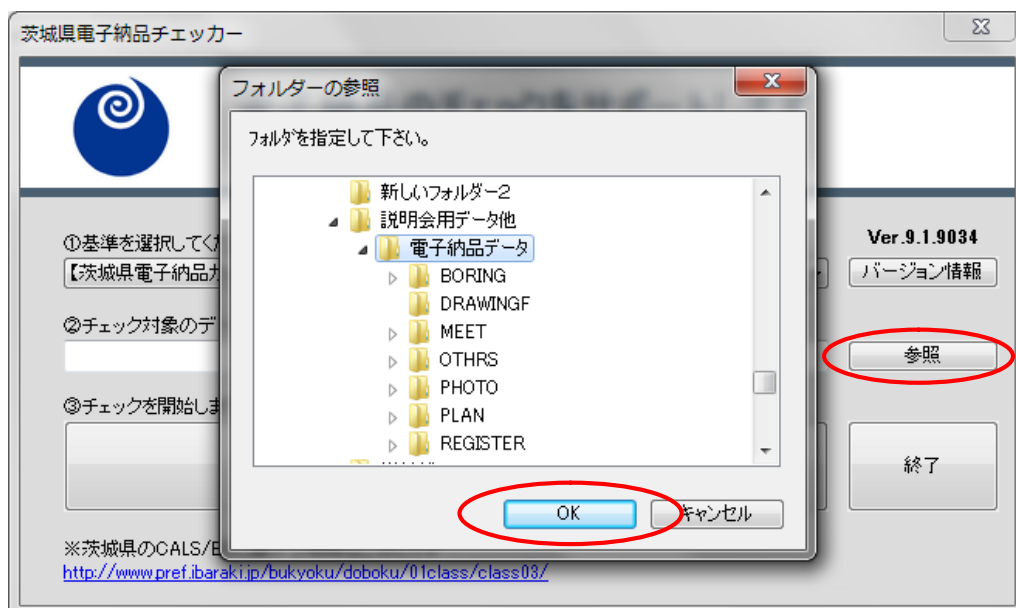 茨城県電子納品チェッカー
フォルダーの参照
フォルダを指定して下さい。
新しいフォルダー2
説明会用データ他
電子納品データ
BORING
DRAWINGF
MEET
OTHRS
PHOTO
PLAN
REGISTER
OK
キャンセル
①基準を選択してく
Ver.9.1.9034
【茨城県電子納品
バージョン情報
②チェック対象のデ
参照
③チェックを開始しま
終了
※茨城県のCALS/E
http://www.pref.ibaraki.jp/bukyoku/doboku/01class/class03/